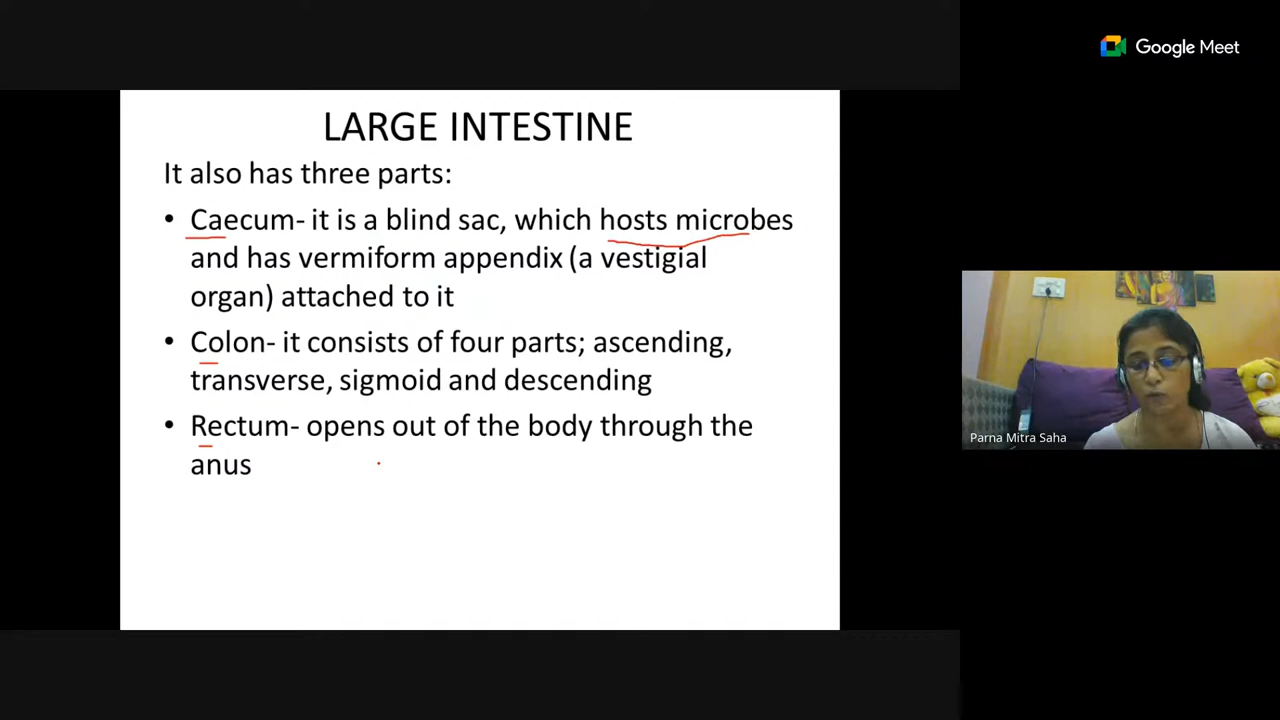 Google Meet
LARGE INTESTINE
It also has three parts:
• Caecum- it is a blind sac, which hosts microbes
and has vermiform appendix (a vestigial
organ) attached to it
• Colon- it consists of four parts; ascending,
transverse, sigmoid and descending
• Rectum- opens out of the body through the
anus
Parna Mitra Saha